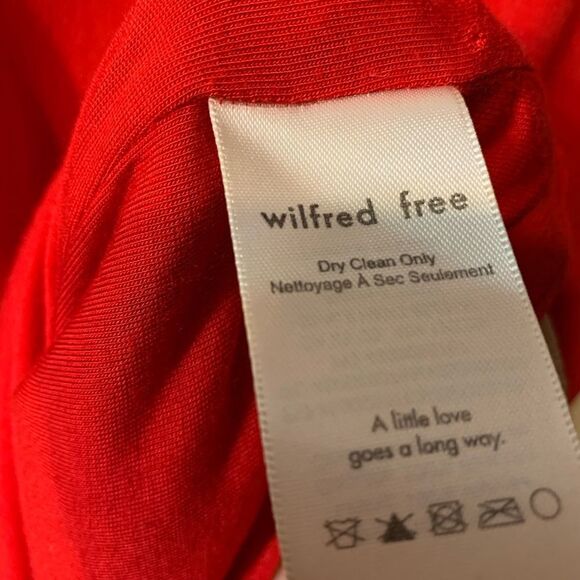 wilfred free
Dry Clean Only
Nettoyage À Sec Seulement
A little love
goes a long way.